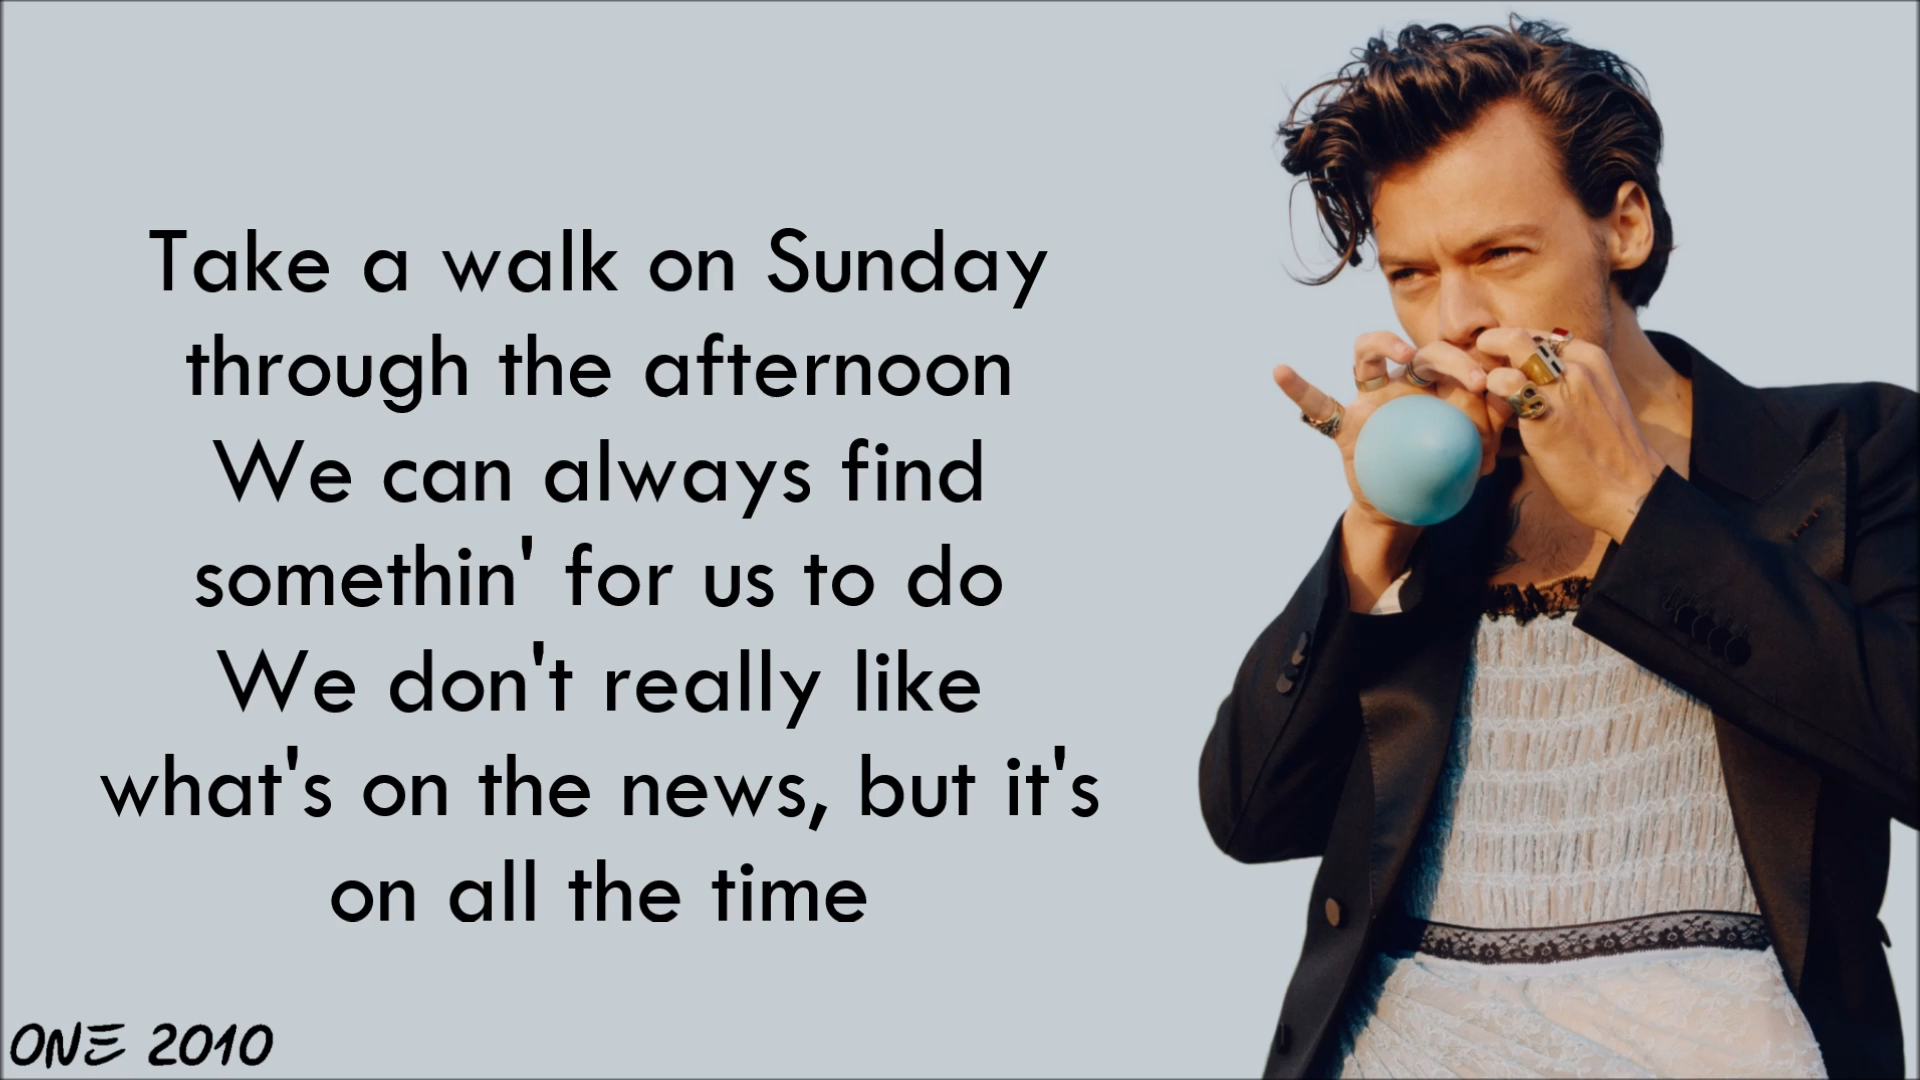 Take a walk on Sunday
through the afternoon
We can always find
somethin' for us to do
We don't really like
what's on the news, but it's
on all the time
ONE 2010